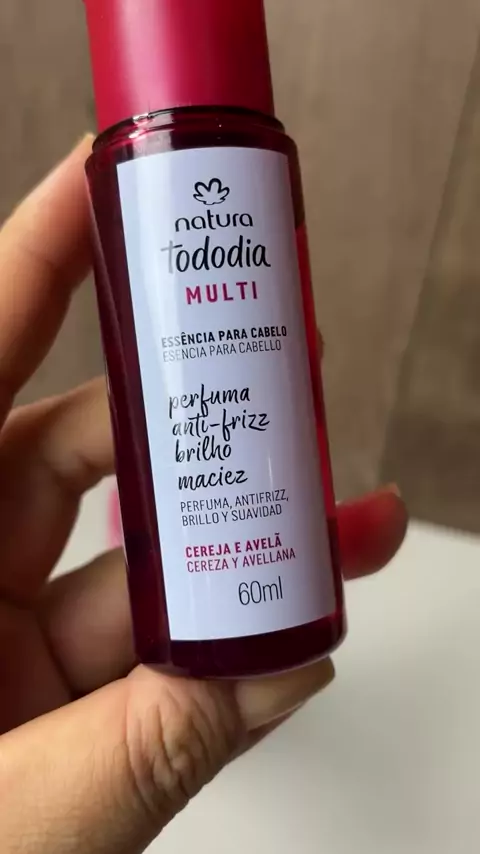 natura
Tododia
MULTI
ESSÊNCIA PARA CABELO
ESENCIA PARA CABELLO
perfuma
anti-frizz
brilho
maciez
PERFUMA, ANTIFRIZZ,
BRILLO Y SUAVIDAD
CEREJA E AVELÃ
CEREZA Y AVELLANA
60ml